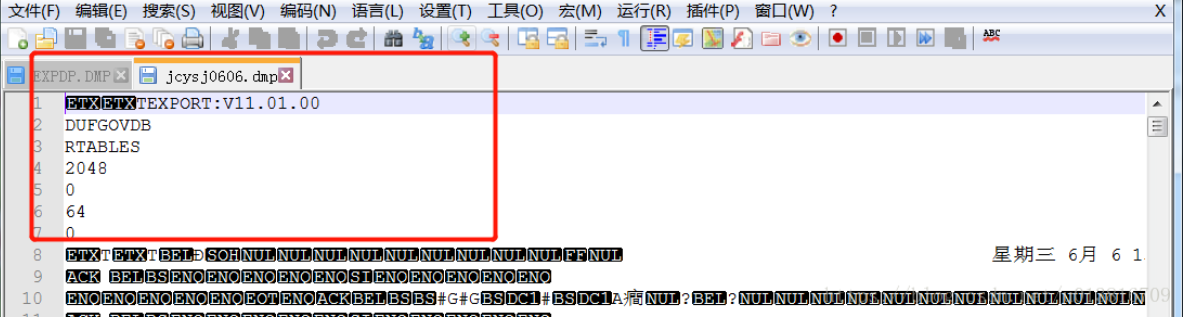 文件(F) 编辑(E) 搜索(S) 视图(V) 编码(N) 语言(L) 设置(T) 工具(O) 宏(M) 运行(R) 插件(P) 窗口(W) ? X
ABC
EXPDP.DMP jcysj0606.dmp
1 ETXETXTEXPORT:V11.01.00
2 DUFGOVDB
3 RTABLES
4 2048
5 0
6 64
7 0
8 ETXTETXTBELÐSOHNULNULNULNULNULNULNULNULNULFFNUL 星期三 6月 6 1
9 ACK BELBSENQENQENQENQENQSIENQENQENQENQENQ
10 ENQENQENQENQENQEOTENQACKBELBSBS#G#GBSDC1#BSDC1A癎NUL?BEL?NULNULNULNULNULNULNULNULNULNULNULN